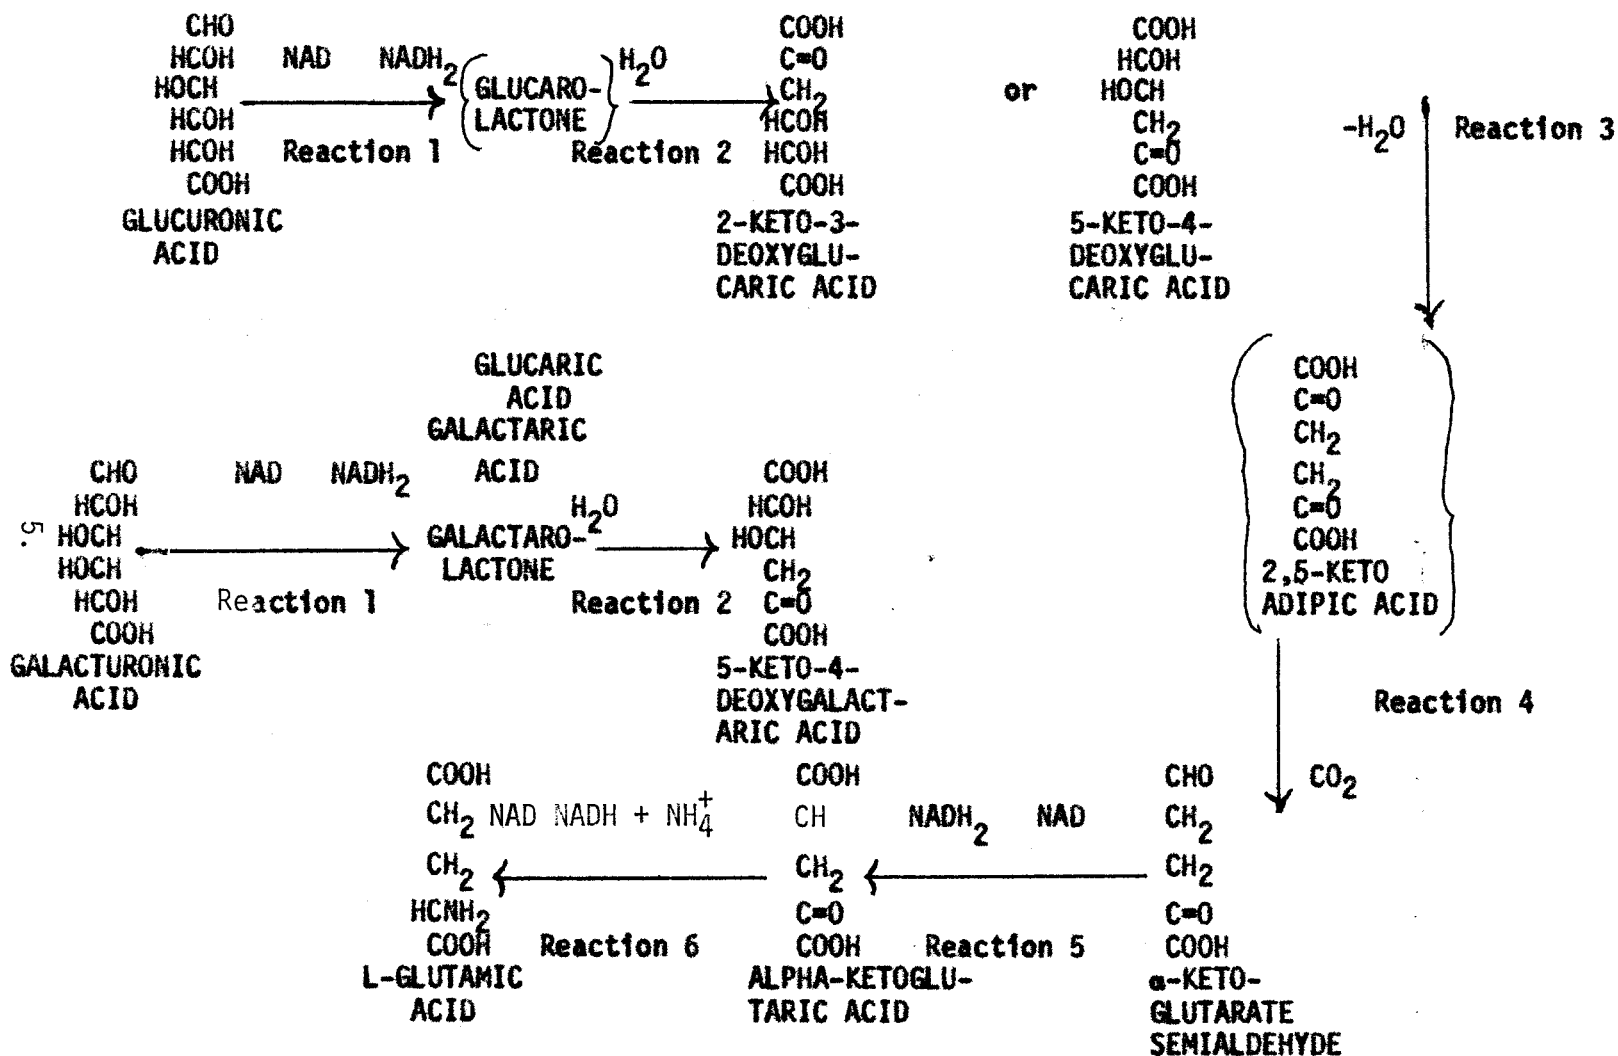 CHO
HCOH
HOCH
HCOH
HCOH
COOH
GLUCURONIC
ACID
NAD NADH2
Reaction 1
GLUCARO-
LACTONE
H2O
Reaction 2
COOH
C=O
CH2
HCOH
HCOH
COOH
2-KETO-3-
DEOXYGLU-
CARIC ACID
or
COOH
HCOH
HOCH
CH2
C=O
COOH
5-KETO-4-
DEOXYGLU-
CARIC ACID
-H2O Reaction 3
GLUCARIC
ACID
GALACTARIC
ACID
5.
CHO
HCOH
HOCH
HOCH
HCOH
COOH
GALACTURONIC
ACID
NAD NADH2
Reaction 1
GALACTARO-
LACTONE
H2O
Reaction 2
COOH
HCOH
HOCH
CH2
C=O
COOH
5-KETO-4-
DEOXYGALACT-
ARIC ACID
COOH
C=O
CH2
CH2
C=O
COOH
2,5-KETO
ADIPIC ACID
Reaction 4
CO2
CHO
CH2
CH2
C=O
COOH
α-KETO-
GLUTARATE
SEMIALDEHYDE
NADH2 NAD
Reaction 5
COOH
CH
CH2
C=O
COOH
ALPHA-KETOGLU-
TARIC ACID
NAD NADH + NH4+
Reaction 6
COOH
CH2
CH2
HCNH2
COOH
L-GLUTAMIC
ACID